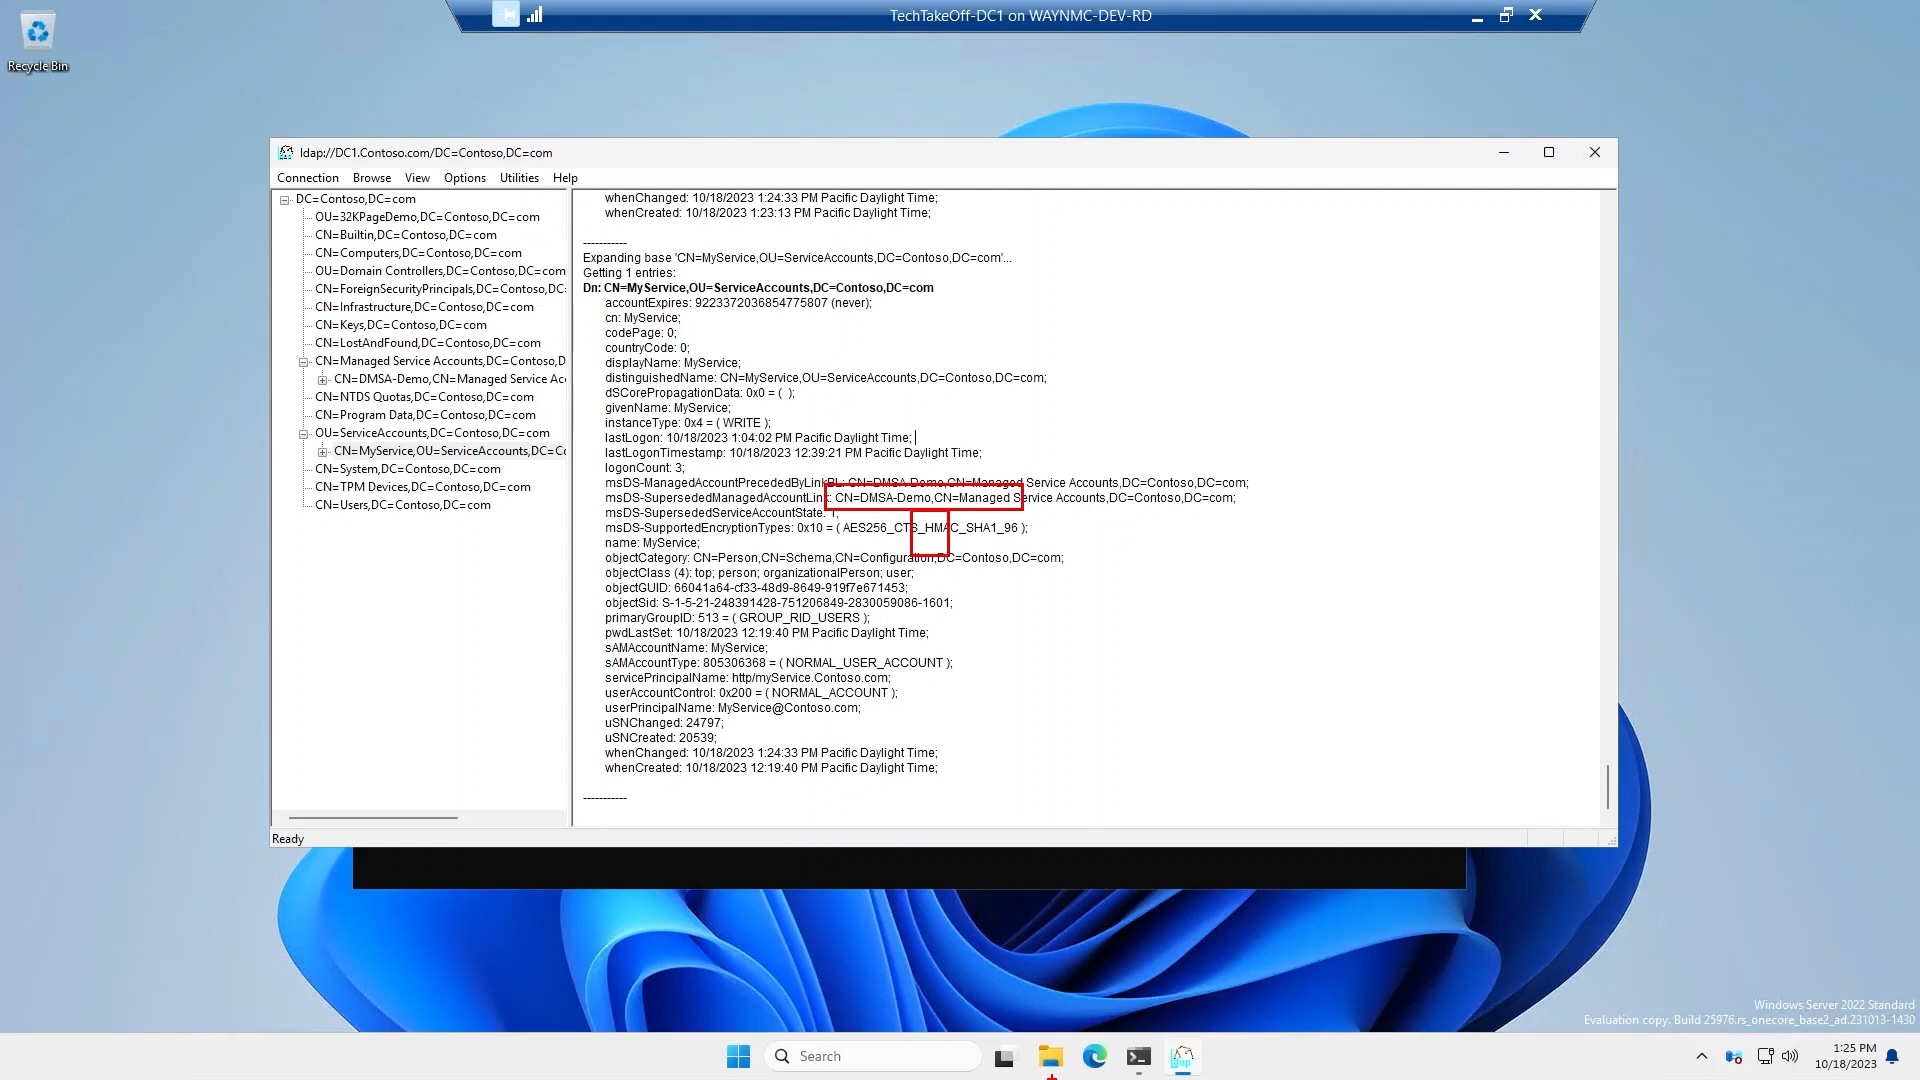 TechTakeOff-DC1 on WAYNMC-DEV-RD
Recycle Bin
ldap://DC1.Contoso.com/DC=Contoso,DC=com
Connection Browse View Options Utilities Help
DC=Contoso,DC=com
OU=32KPageDemo,DC=Contoso,DC=com
CN=Builtin,DC=Contoso,DC=com
CN=Computers,DC=Contoso,DC=com
OU=Domain Controllers,DC=Contoso,DC=com
CN=ForeignSecurityPrincipals,DC=Contoso,DC=
CN=Infrastructure,DC=Contoso,DC=com
CN=Keys,DC=Contoso,DC=com
CN=LostAndFound,DC=Contoso,DC=com
CN=Managed Service Accounts,DC=Contoso,D
CN=DMSA-Demo,CN=Managed Service Ac
CN=NTDS Quotas,DC=Contoso,DC=com
CN=Program Data,DC=Contoso,DC=com
OU=ServiceAccounts,DC=Contoso,DC=com
CN=MyService,OU=ServiceAccounts,DC=Co
CN=System,DC=Contoso,DC=com
CN=TPM Devices,DC=Contoso,DC=com
CN=Users,DC=Contoso,DC=com
whenChanged: 10/18/2023 1:24:33 PM Pacific Daylight Time;
whenCreated: 10/18/2023 1:23:13 PM Pacific Daylight Time;
-----------
Expanding base 'CN=MyService,OU=ServiceAccounts,DC=Contoso,DC=com'...
Getting 1 entries:
Dn: CN=MyService,OU=ServiceAccounts,DC=Contoso,DC=com
accountExpires: 9223372036854775807 (never);
cn: MyService;
codePage: 0;
countryCode: 0;
displayName: MyService;
distinguishedName: CN=MyService,OU=ServiceAccounts,DC=Contoso,DC=com;
dSCorePropagationData: 0x0 = (  );
givenName: MyService;
instanceType: 0x4 = ( WRITE );
lastLogon: 10/18/2023 1:04:02 PM Pacific Daylight Time;
lastLogonTimestamp: 10/18/2023 12:39:21 PM Pacific Daylight Time;
logonCount: 3;
msDS-ManagedAccountPrecededByLinkBL: CN=DMSA-Demo,CN=Managed Service Accounts,DC=Contoso,DC=com;
msDS-SupersededManagedAccountLink: CN=DMSA-Demo,CN=Managed Service Accounts,DC=Contoso,DC=com;
msDS-SupersededServiceAccountState: 1;
msDS-SupportedEncryptionTypes: 0x10 = ( AES256_CTS_HMAC_SHA1_96 );
name: MyService;
objectCategory: CN=Person,CN=Schema,CN=Configuration,DC=Contoso,DC=com;
objectClass (4): top; person; organizationalPerson; user;
objectGUID: 66041a64-cf33-48d9-8649-919f7e671453;
objectSid: S-1-5-21-248391428-751206849-2830059086-1601;
primaryGroupID: 513 = ( GROUP_RID_USERS );
pwdLastSet: 10/18/2023 12:19:40 PM Pacific Daylight Time;
sAMAccountName: MyService;
sAMAccountType: 805306368 = ( NORMAL_USER_ACCOUNT );
servicePrincipalName: http/myService.Contoso.com;
userAccountControl: 0x200 = ( NORMAL_ACCOUNT );
userPrincipalName: MyService@Contoso.com;
uSNChanged: 24797;
uSNCreated: 20539;
whenChanged: 10/18/2023 1:24:33 PM Pacific Daylight Time;
whenCreated: 10/18/2023 12:19:40 PM Pacific Daylight Time;
-----------
Ready
Windows Server 2022 Standard
Evaluation copy. Build 25976.rs_onecore_base2_ad.231013-1430
Search
ldap
1:25 PM
10/18/2023